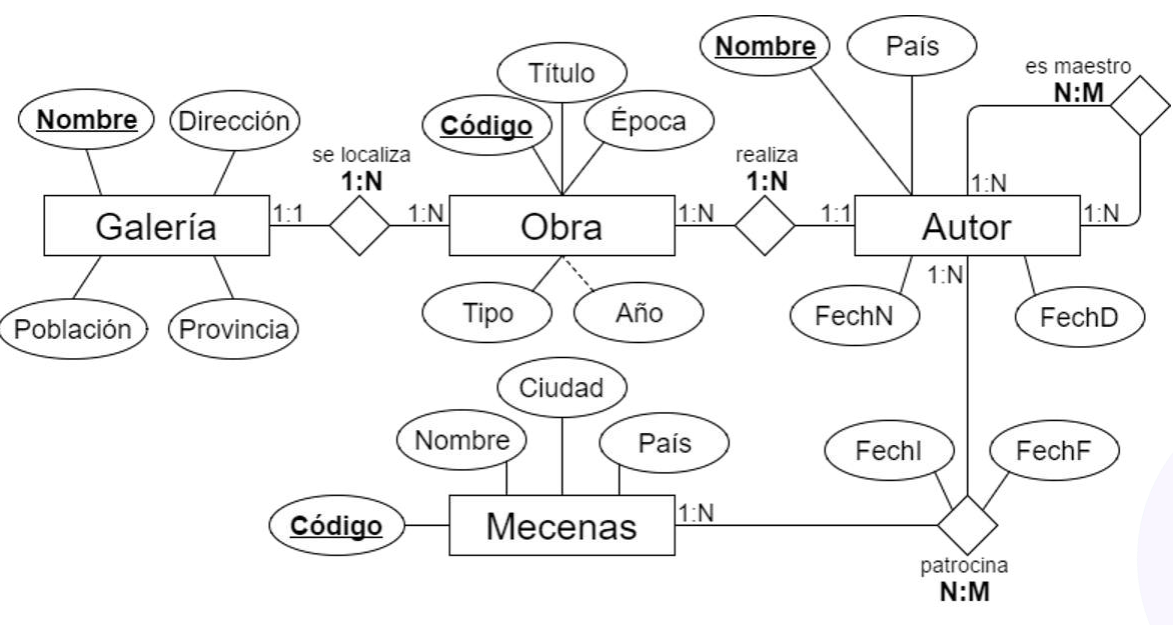 Nombre
País
es maestro
N:M
Título
Nombre
Dirección
Código
Época
se localiza
1:N
realiza
1:N
1:N
Galería
1:1
1:N
Obra
1:N
1:1
Autor
1:N
1:N
Población
Provincia
Tipo
Año
FechN
FechD
Ciudad
Nombre
País
FechI
FechF
Código
Mecenas
1:N
patrocina
N:M